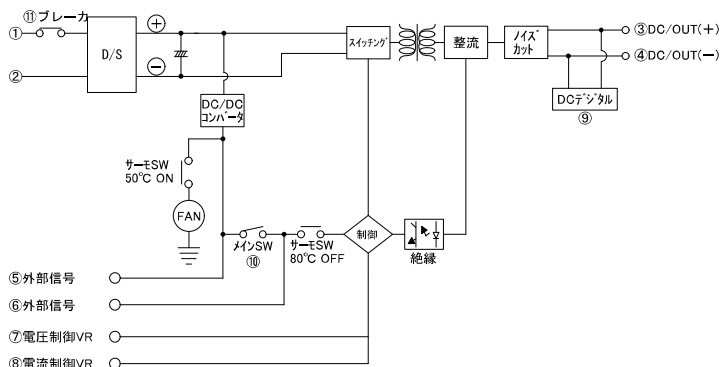 ⑪ブレーカ
①
②
D/S
⊕
⊖
スイッチング
整流
ノイズ
カット
③DC/OUT(+)
④DC/OUT(−)
DCデジタル
⑨
DC/DC
コンバータ
サーモSW
50℃ ON
FAN
メインSW
⑩
サーモSW
80℃ OFF
制御
絶縁
⑤外部信号
⑥外部信号
⑦電圧制御VR
⑧電流制御VR